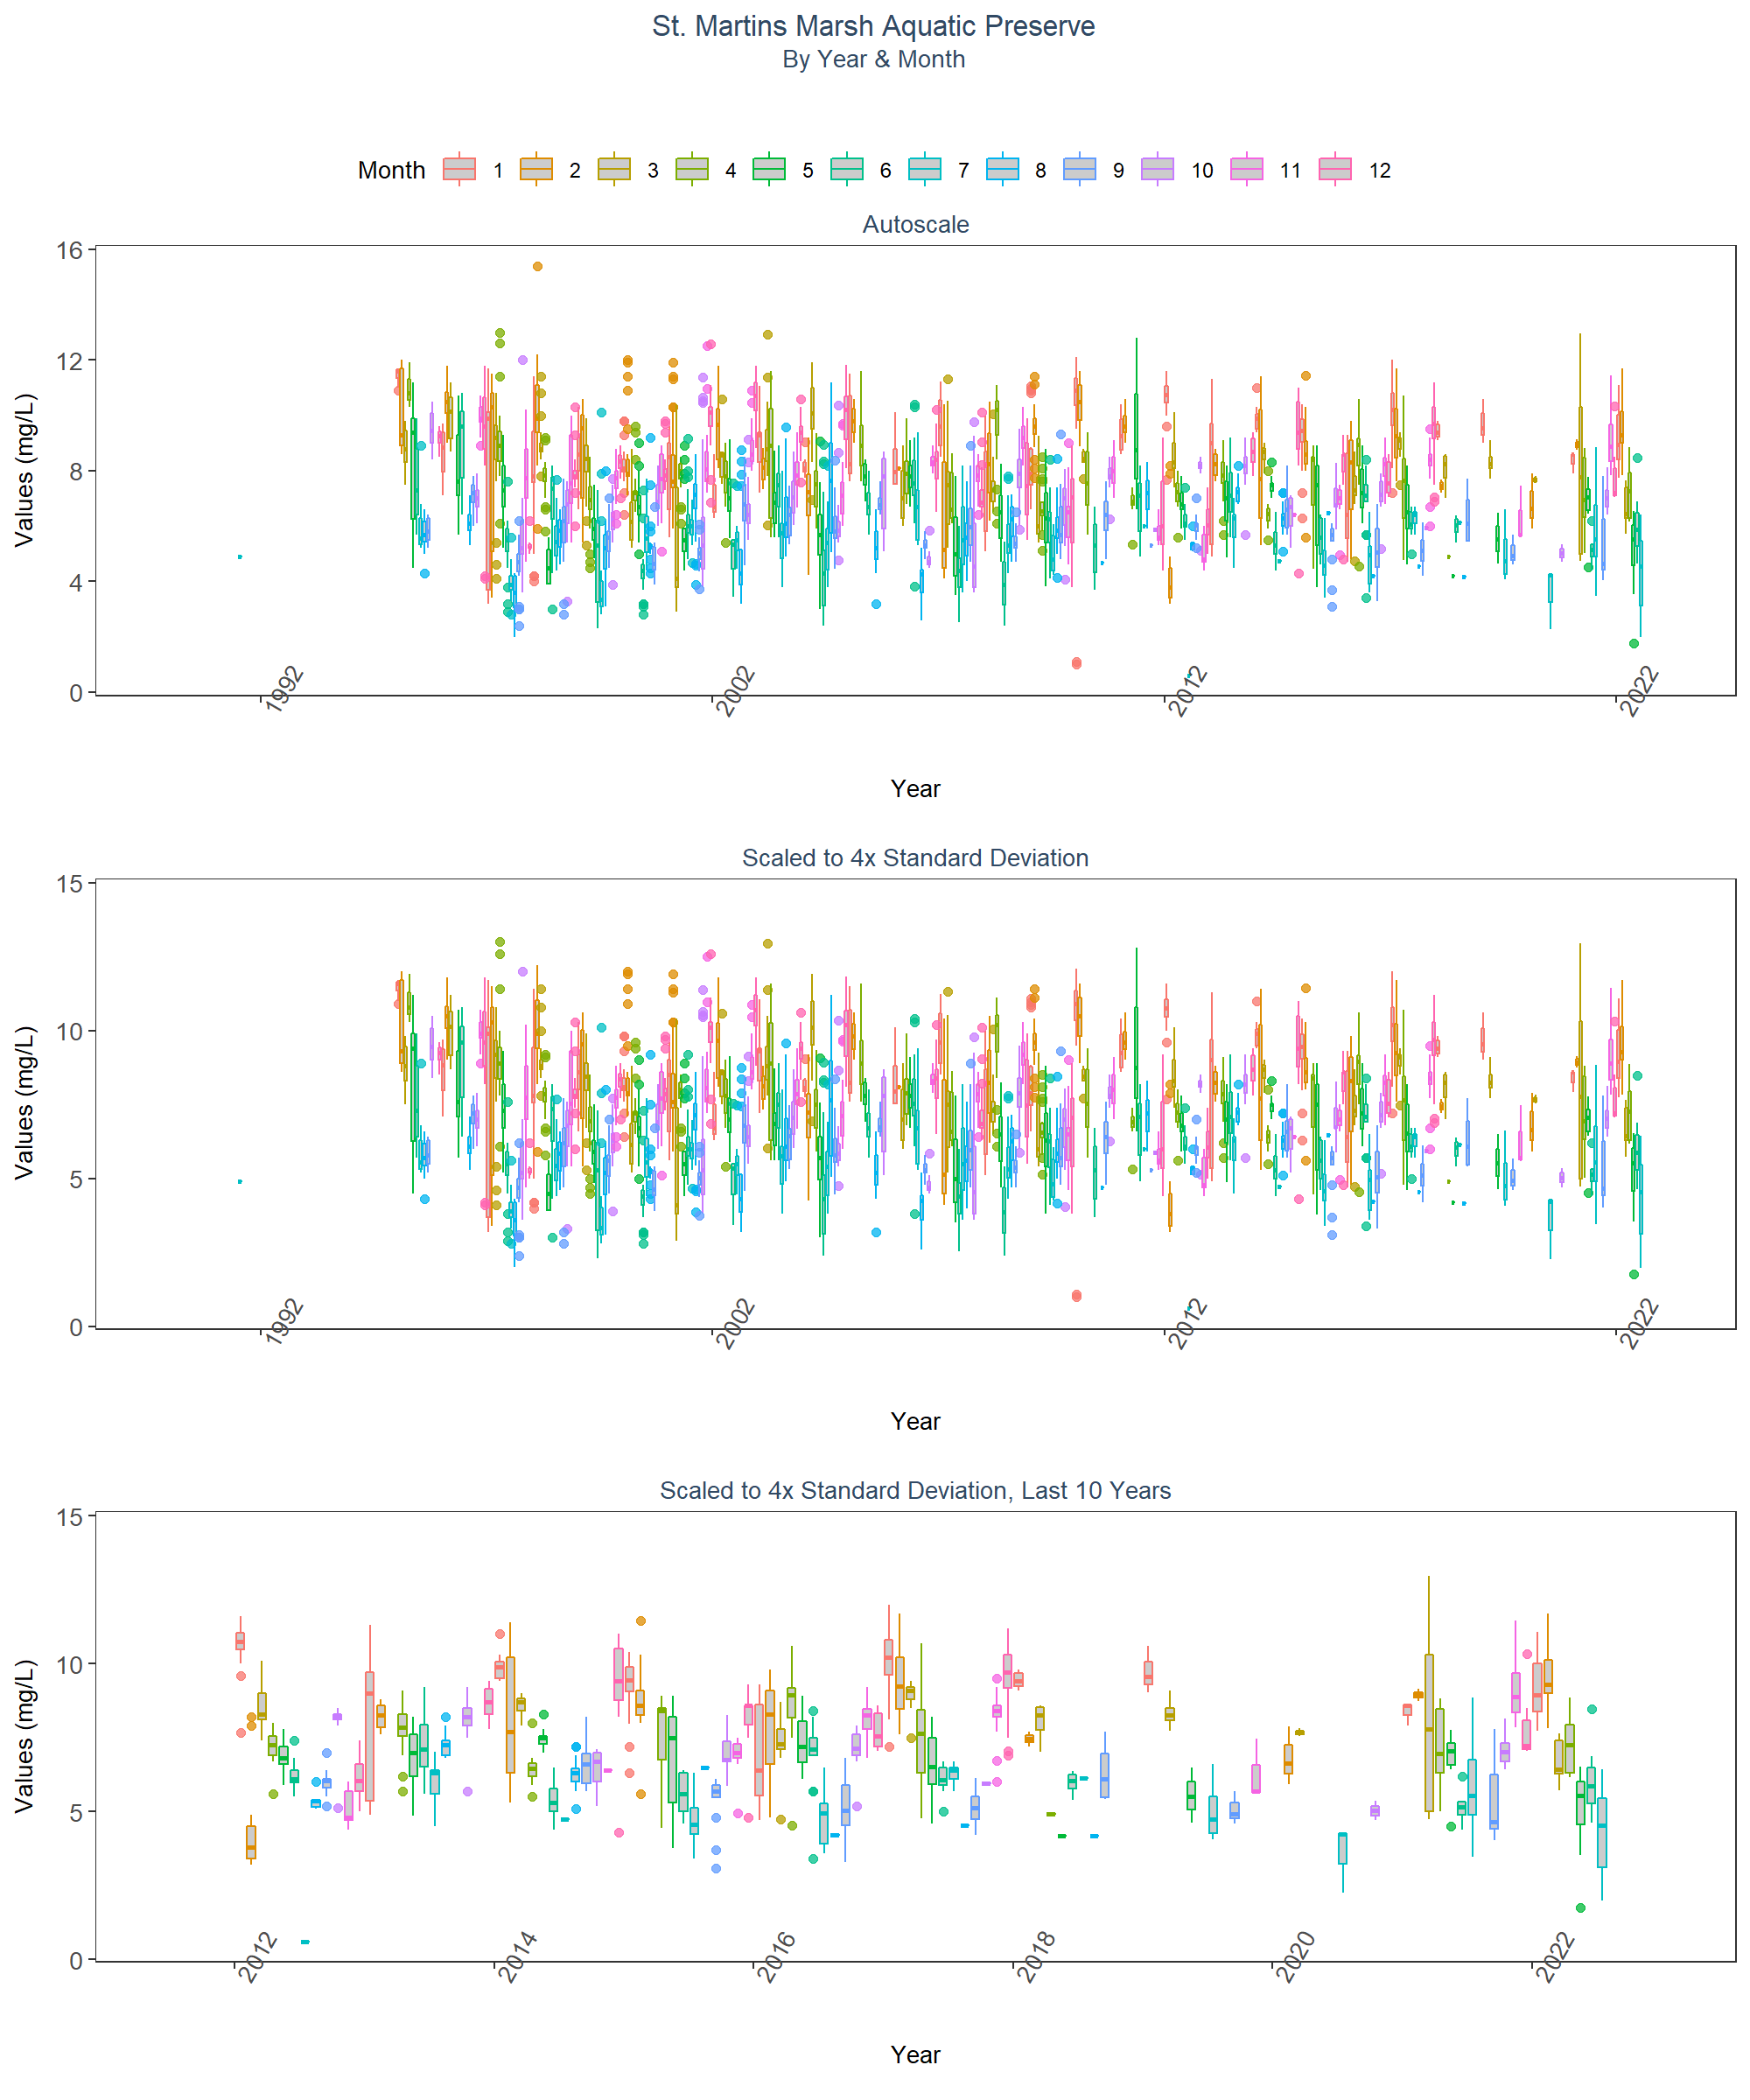 St. Martins Marsh Aquatic Preserve
By Year & Month
Month 1 2 3 4 5 6 7 8 9 10 11 12
Autoscale
Values (mg/L)
16
12
8
4
0
1992 2002 2012 2022
Year
Scaled to 4x Standard Deviation
Values (mg/L)
15
10
5
0
1992 2002 2012 2022
Year
Scaled to 4x Standard Deviation, Last 10 Years
Values (mg/L)
15
10
5
0
2012 2014 2016 2018 2020 2022
Year